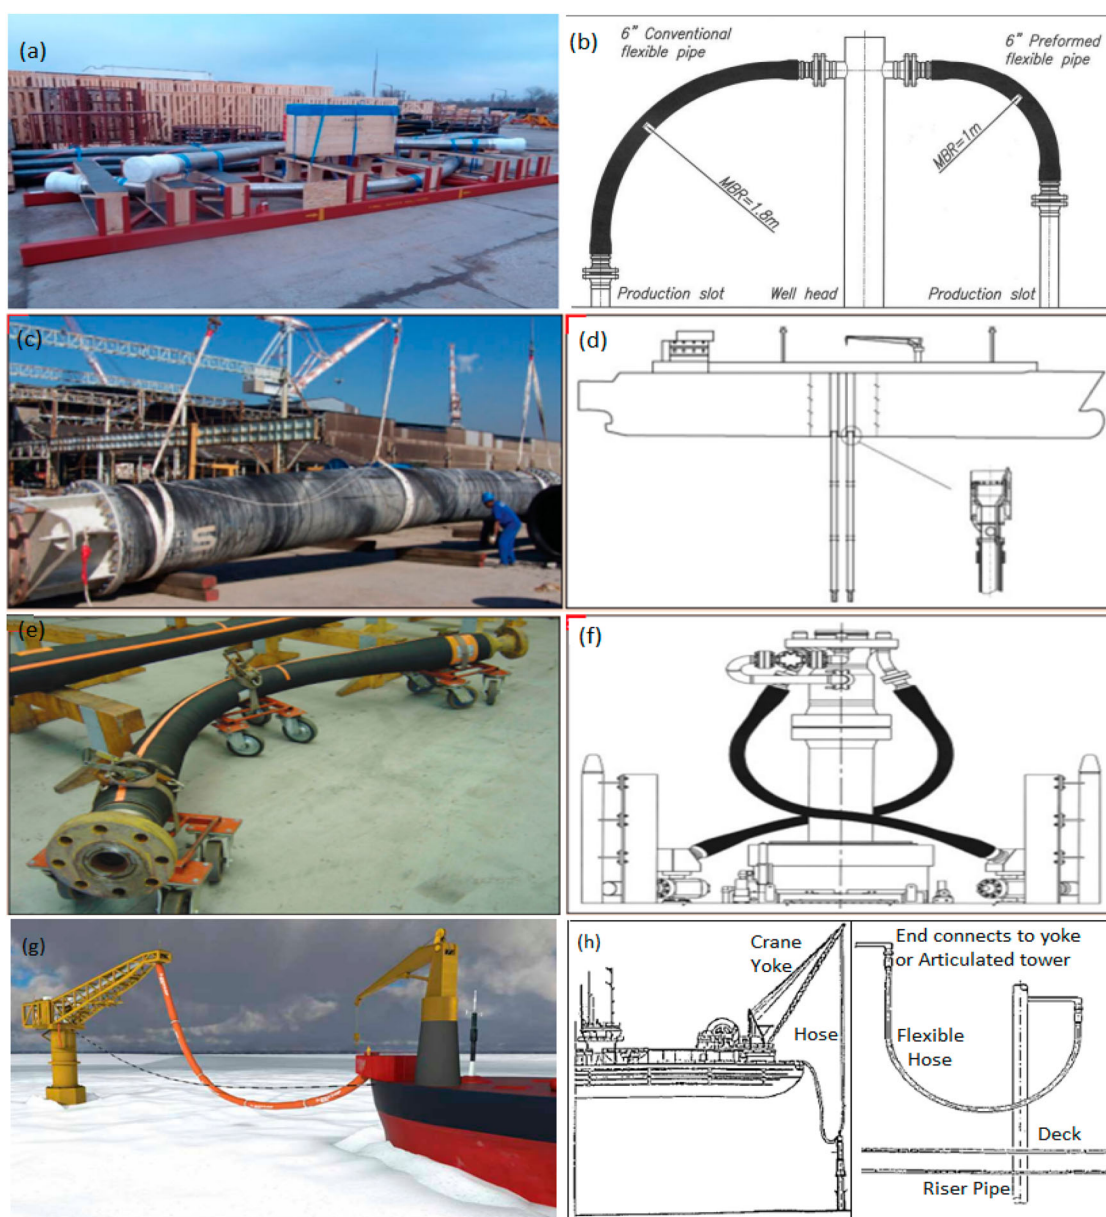 (a)
(b)
6” Conventional
flexible pipe
6” Preformed
flexible pipe
MBR=1.8m
MBR=1m
Production slot
Well head
Production slot
(c)
(d)
(e)
(f)
(g)
(h)
Crane
Yoke
Hose
End connects to yoke
or Articulated tower
Flexible
Hose
Deck
Riser Pipe